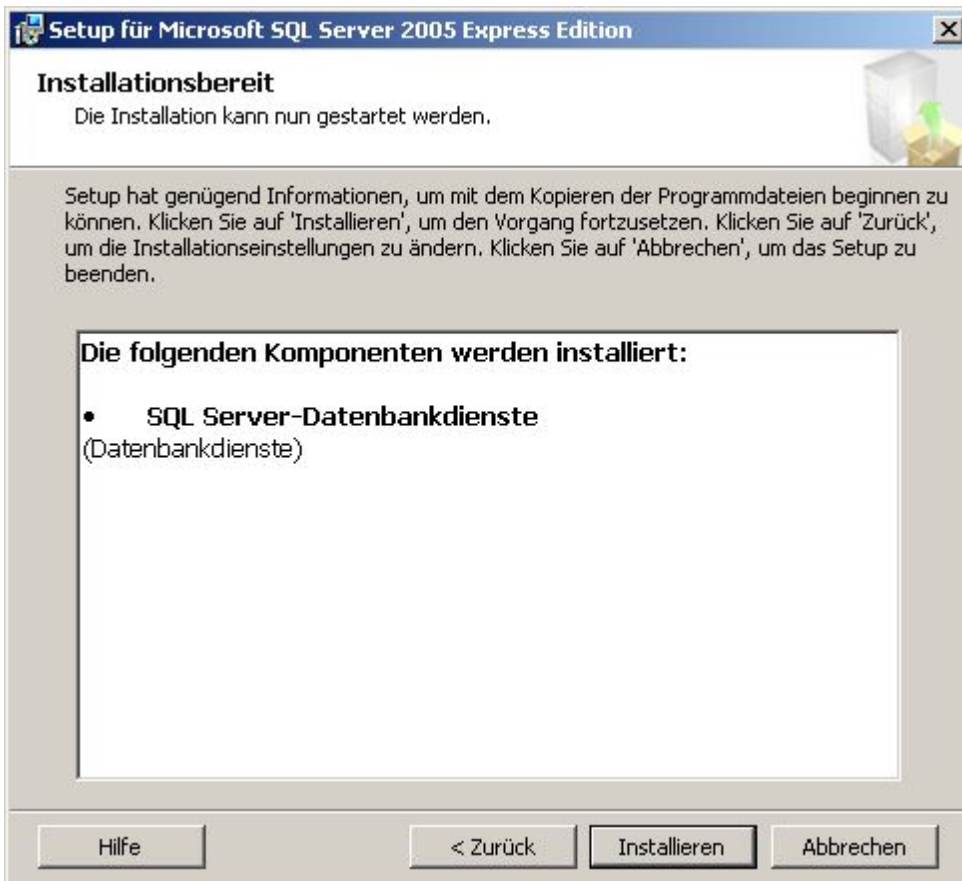 Setup für Microsoft SQL Server 2005 Express Edition
Installationsbereit
Die Installation kann nun gestartet werden.
Setup hat genügend Informationen, um mit dem Kopieren der Programmdateien beginnen zu
können. Klicken Sie auf 'Installieren', um den Vorgang fortzusetzen. Klicken Sie auf 'Zurück',
um die Installationseinstellungen zu ändern. Klicken Sie auf 'Abbrechen', um das Setup zu
beenden.
Die folgenden Komponenten werden installiert:
• SQL Server-Datenbankdienste
(Datenbankdienste)
Hilfe < Zurück Installieren Abbrechen